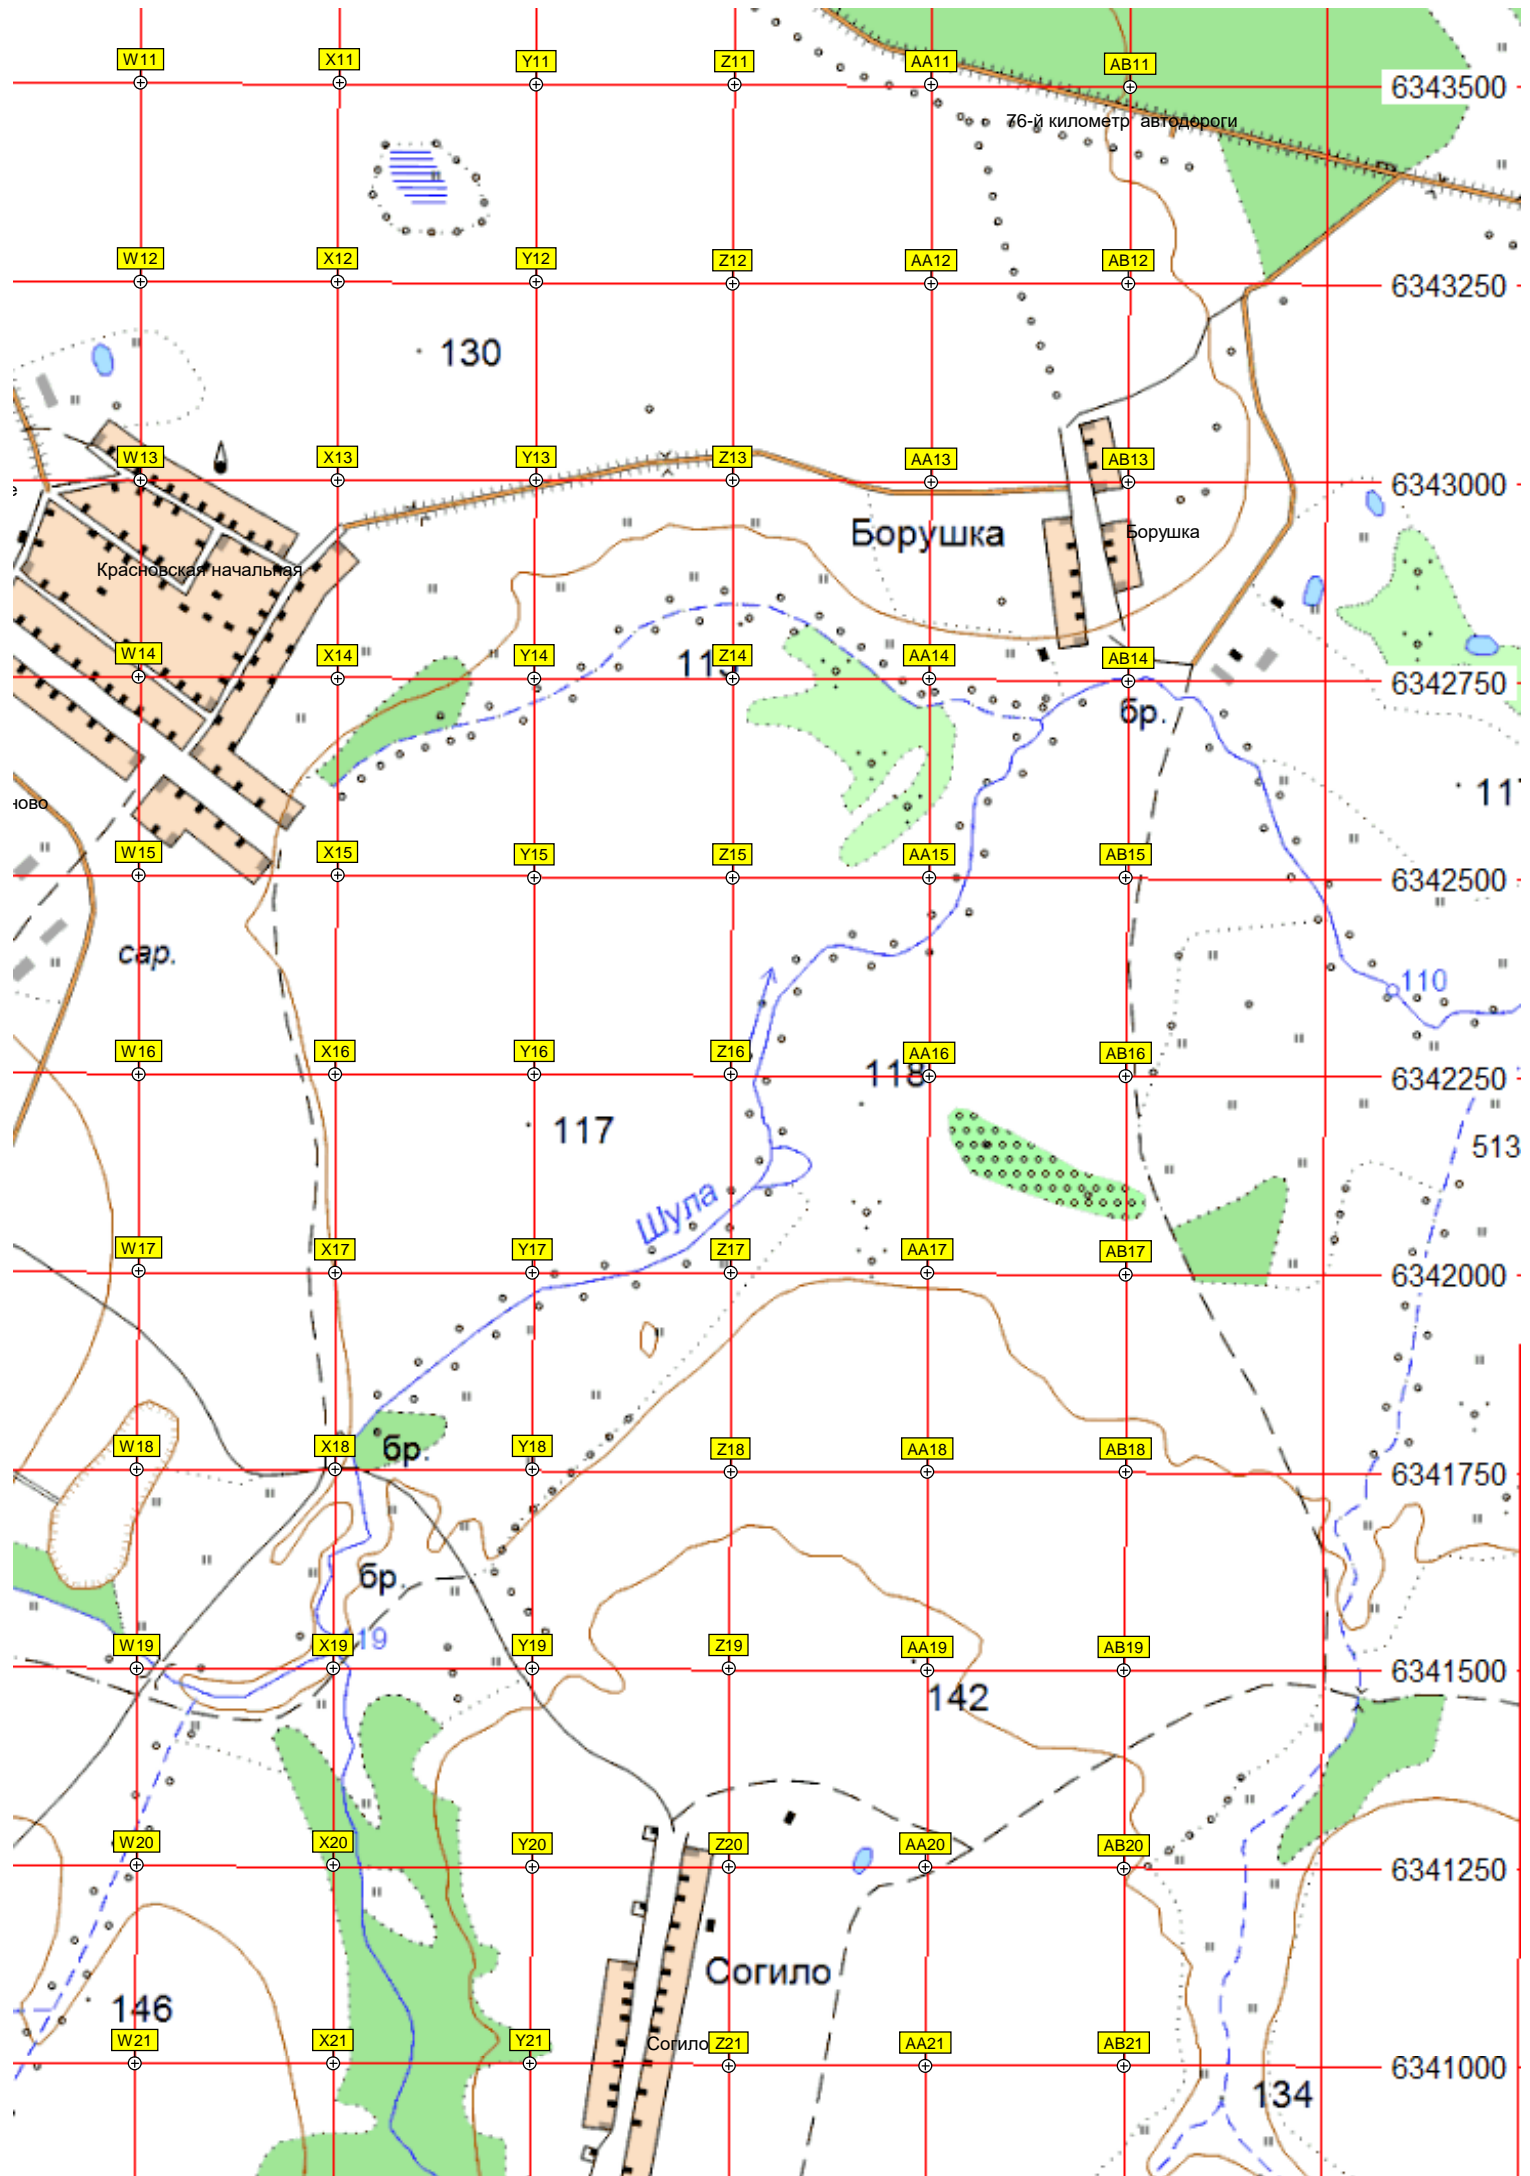 W11 X11 Y11 Z11 AA11 AB11
6343500
76-й километр автодороги
W12 X12 Y12 Z12 AA12 AB12
6343250
130
W13 X13 Y13 Z13 AA13 AB13
е
6343000
Борушка
Борушка
Красновская начальная
W14 X14 Y14 Z14 AA14 AB14
6342750
бр.
ново
W15 X15 Y15 Z15 AA15 AB15
6342500
сар.
110
W16 X16 Y16 Z16 AA16 AB16
118
6342250
117
513
Шула
W17 X17 Y17 Z17 AA17 AB17
6342000
W18 X18 Y18 Z18 AA18 AB18
бр.
6341750
бр.
19
W19 X19 Y19 Z19 AA19 AB19
6341500
142
W20 X20 Y20 Z20 AA20 AB20
6341250
Согило
146
W21 X21 Y21 Z21 AA21 AB21
Согило
6341000
134